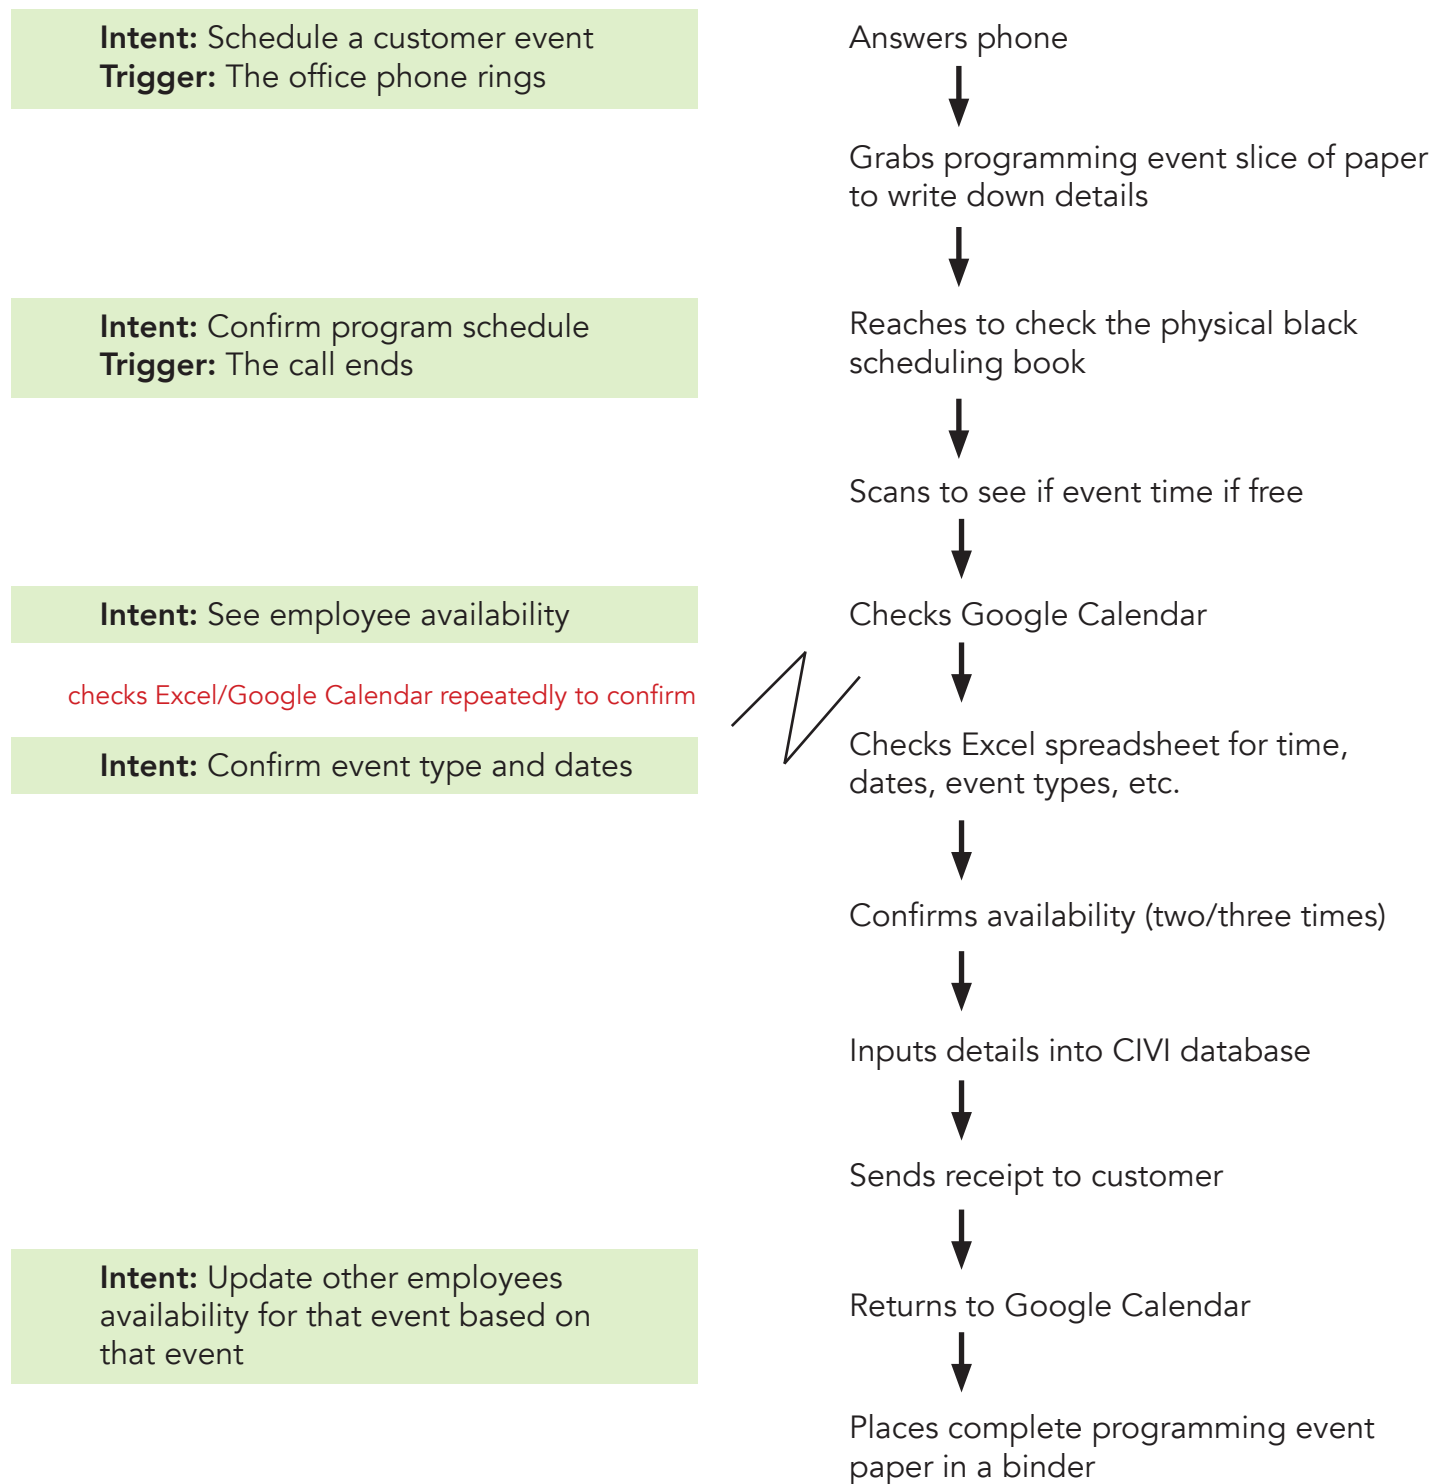 Intent: Schedule a customer event
Trigger: The office phone rings
Answers phone
Grabs programming event slice of paper
to write down details
Intent: Confirm program schedule
Trigger: The call ends
Reaches to check the physical black
scheduling book
Scans to see if event time if free
Intent: See employee availability
Checks Google Calendar
checks Excel/Google Calendar repeatedly to confirm
Intent: Confirm event type and dates
Checks Excel spreadsheet for time,
dates, event types, etc.
Confirms availability (two/three times)
Inputs details into CIVI database
Sends receipt to customer
Intent: Update other employees
availability for that event based on
that event
Returns to Google Calendar
Places complete programming event
paper in a binder